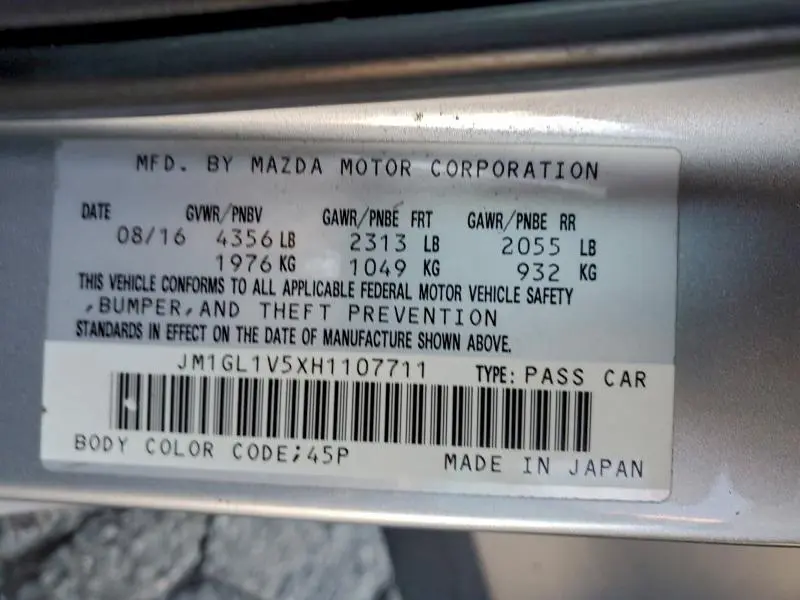 MFD. BY MAZDA MOTOR CORPORATION
DATE GVWR/PNBV GAWR/PNBE FRT GAWR/PNBE RR
08/16 4356 LB 2313 LB 2055 LB
1976 KG 1049 KG 932 KG
THIS VEHICLE CONFORMS TO ALL APPLICABLE FEDERAL MOTOR VEHICLE SAFETY
,BUMPER,AND THEFT PREVENTION
STANDARDS IN EFFECT ON THE DATE OF MANUFACTURE SHOWN ABOVE.
JM1GL1V5XH1107711 TYPE: PASS CAR
BODY COLOR CODE;45P MADE IN JAPAN